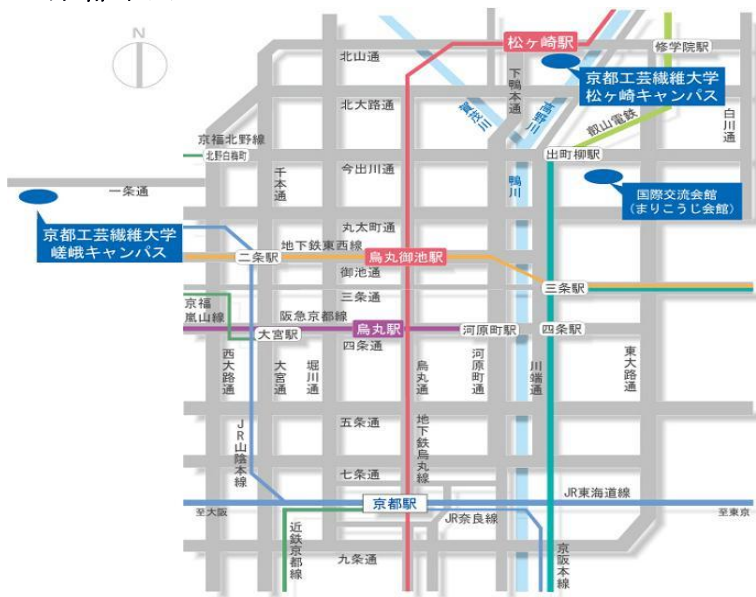 N
松ヶ崎駅
修学院駅
北山通
下鴨本通
京都工芸繊維大学
松ヶ崎キャンパス
高野川
賀茂川
北大路通
叡山電鉄
白川通
京福北野線
北野白梅町
千本通
今出川通
出町柳駅
一条通
鴨川
国際交流会館
(まりこうじ会館)
京都工芸繊維大学
嵯峨キャンパス
丸太町通
地下鉄東西線
二条駅
烏丸御池駅
御池通
三条駅
三条通
京福
嵐山線
阪急京都線
大宮駅
烏丸駅
河原町駅
四条駅
四条通
西大路通
大宮通
堀川通
烏丸通
河原町通
川端通
東大路通
五条通
JR山陰本線
地下鉄烏丸線
七条通
京都駅
JR東海道線
至大阪
JR奈良線
至東京
近鉄京都線
九条通
京阪本線